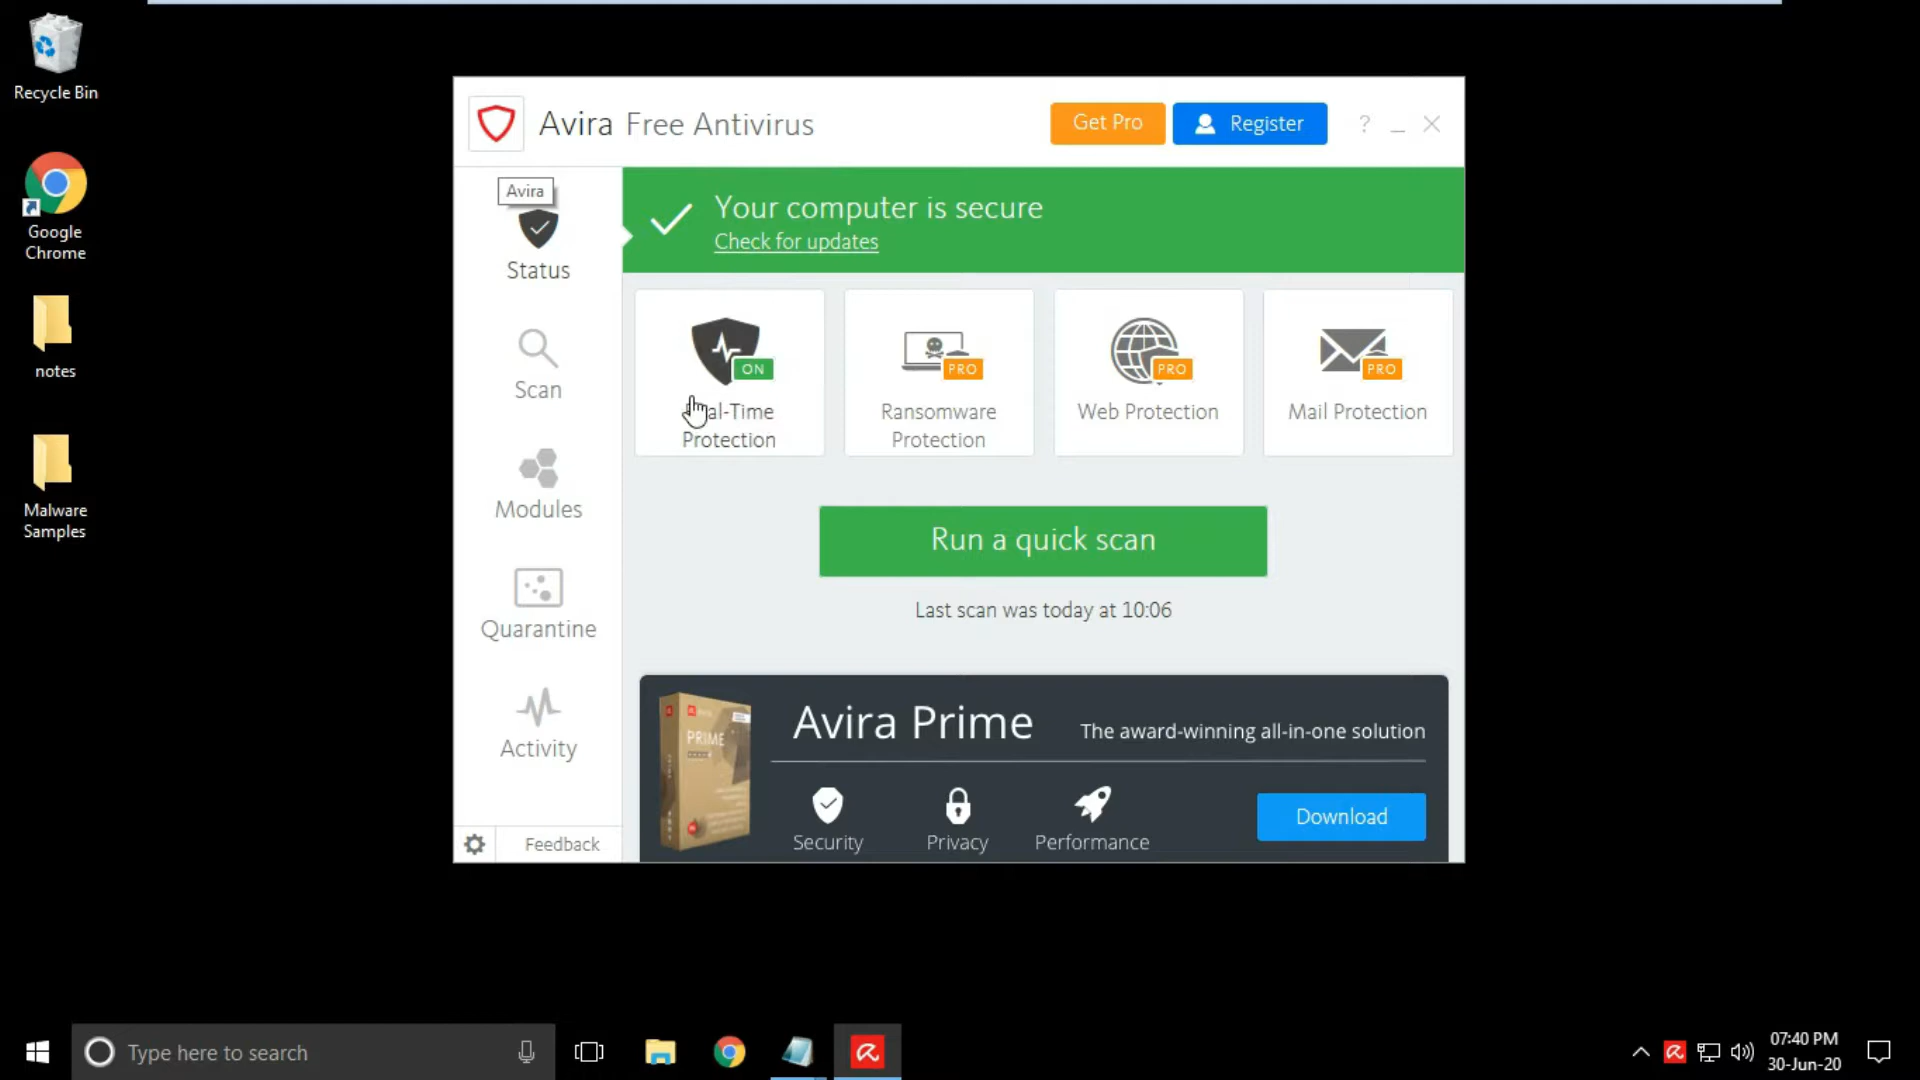 Recycle Bin
Google
Chrome
notes
Malware
Samples
Avira Free Antivirus
Get Pro
Register
?
Avira
Status
Scan
Modules
Quarantine
Activity
Feedback
Your computer is secure
Check for updates
ON
al-Time
Protection
PRO
Ransomware
Protection
PRO
Web Protection
PRO
Mail Protection
Run a quick scan
Last scan was today at 10:06
PRIME
Avira Prime
The award-winning all-in-one solution
Security
Privacy
Performance
Download
Type here to search
07:40 PM
30-Jun-20